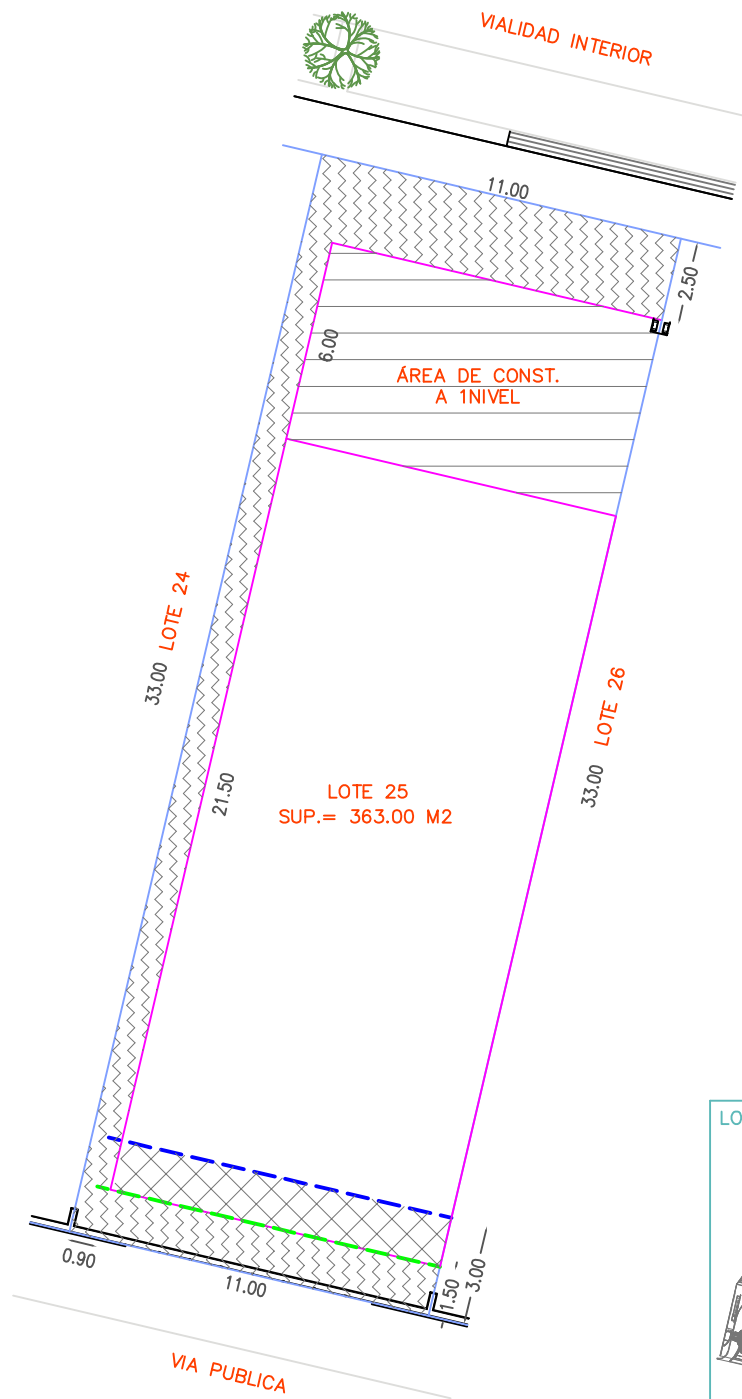 VIALIDAD INTERIOR
11.00
2.50
6.00
ÁREA DE CONST.
A 1NIVEL
LOTE 24
33.00
LOTE 26
33.00
21.50
LOTE 25
SUP.= 363.00 M2
LO
0.90
11.00
1.50
3.00
VIA PUBLICA